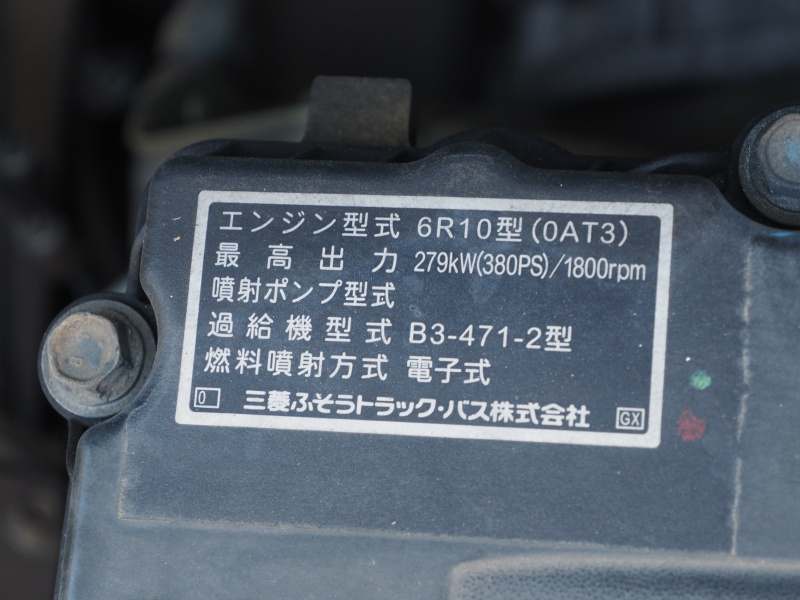 エンジン型式 6R10型(0AT3)
最高出力 279kW(380PS)/1800rpm
噴射ポンプ型式
過給機型式 B3-471-2型
燃料噴射方式 電子式
0 三菱ふそうトラック・バス株式会社 GX